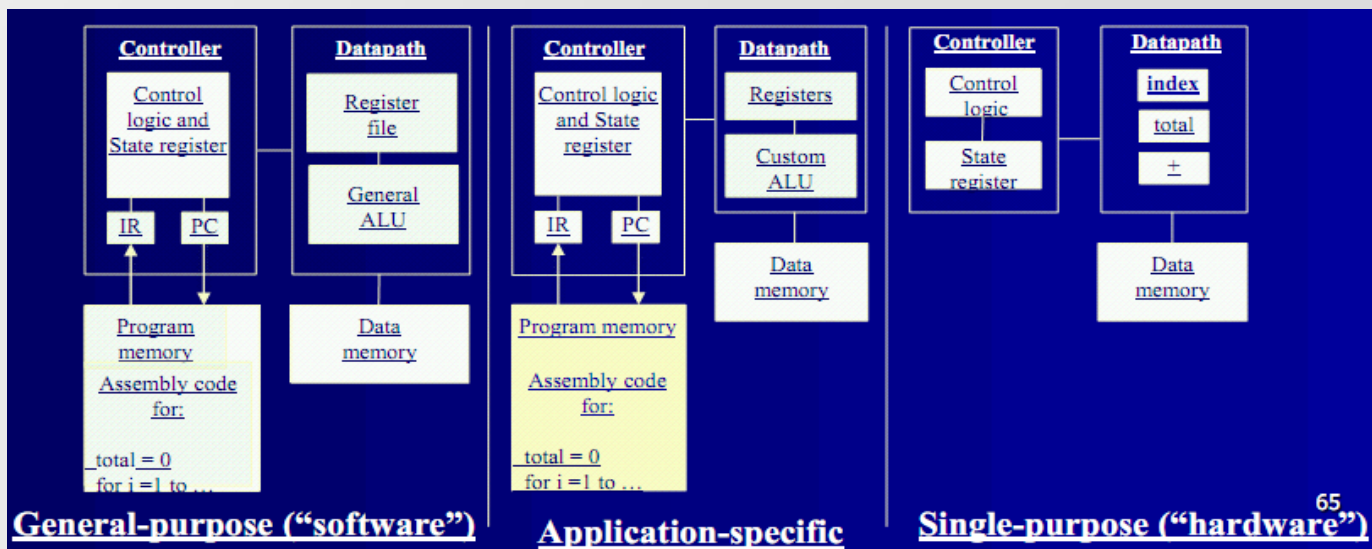 Controller
Control
logic and
State register
IR PC
Program
memory
Assembly code
for:
total = 0
for i =1 to …
Datapath
Register
file
General
ALU
Data
memory
General-purpose (“software”)
Controller
Control logic
and State
register
IR PC
Program memory
Assembly code
for:
total = 0
for i =1 to …
Datapath
Registers
Custom
ALU
Data
memory
Application-specific
Controller
Control
logic
State
register
Datapath
index
total
+
Data
memory
Single-purpose (“hardware”)
65